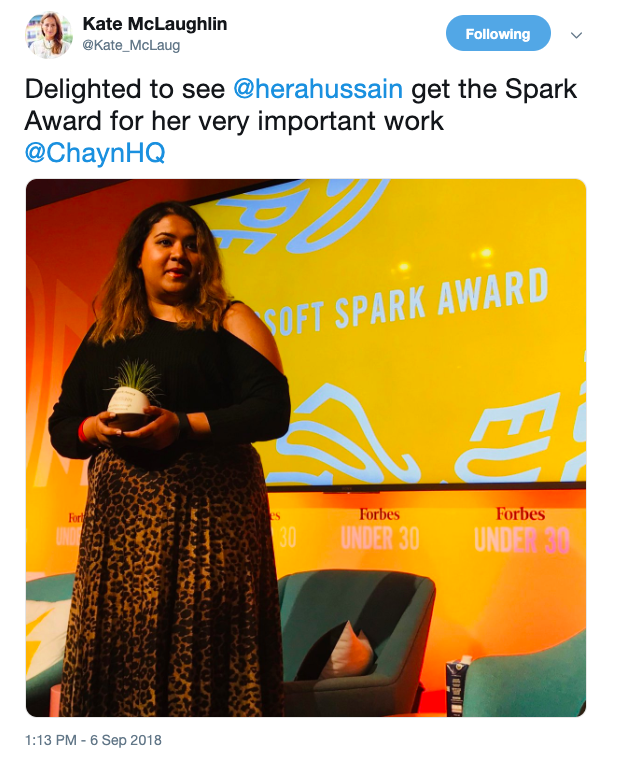 Kate McLaughlin
@Kate_McLaug
Following
Delighted to see @herahussain get the Spark
Award for her very important work
@ChaynHQ
SOFT SPARK AWARD
Forbes
UNDER 30
Forbes
UNDER 30
1:13 PM - 6 Sep 2018